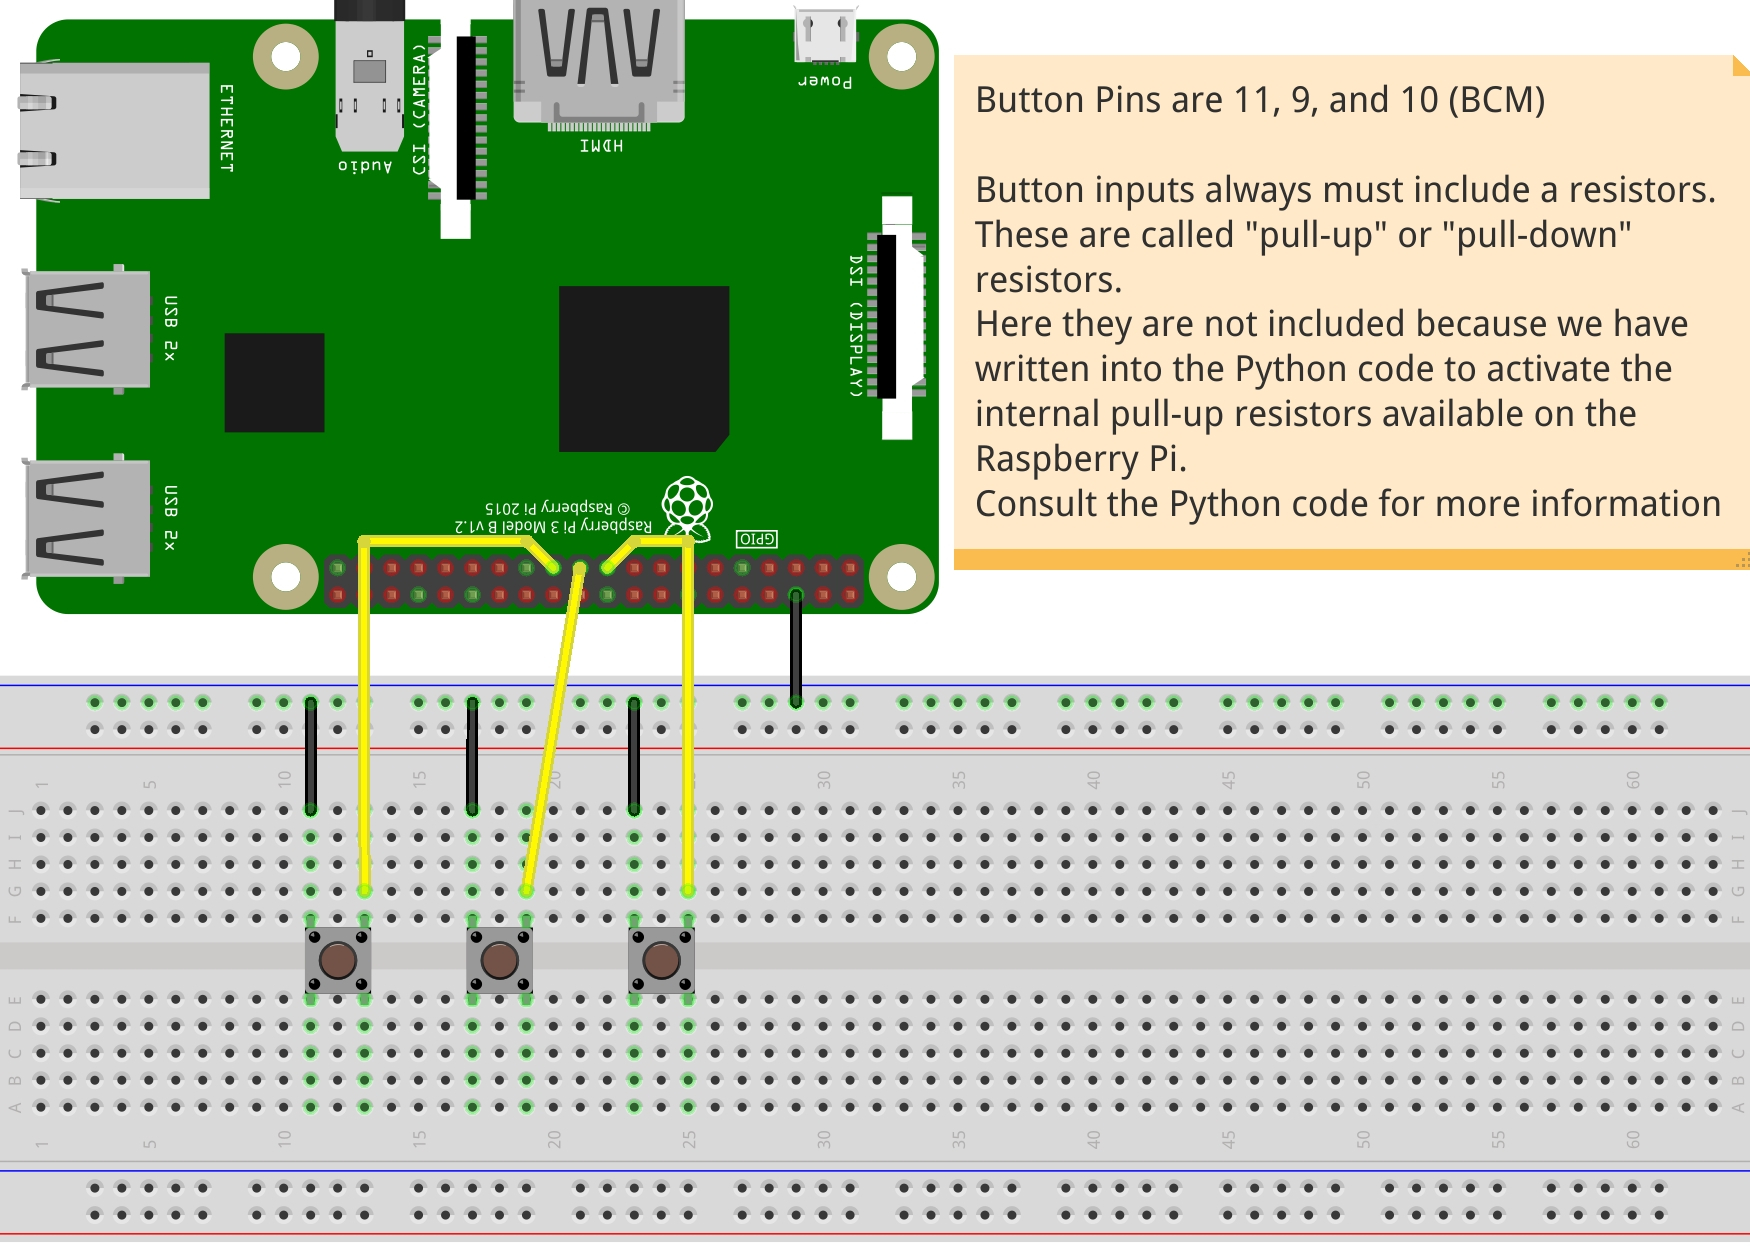 Button Pins are 11, 9, and 10 (BCM)
Button inputs always must include a resistors.
These are called "pull-up" or "pull-down"
resistors.
Here they are not included because we have
written into the Python code to activate the
internal pull-up resistors available on the
Raspberry Pi.
Consult the Python code for more information
ETHERNET
Audio
CSI (CAMERA)
HDMI
Power
DSI (DISPLAY)
USB 2x
USB 2x
© Raspberry Pi 2015
Raspberry Pi 3 Model B v1.2
GPIO
1 5 10 15 20 25 30 35 40 45 50 55 60
J J
I I
H H
G G
F F
E E
D D
C C
B B
A A
1 5 10 15 20 25 30 35 40 45 50 55 60